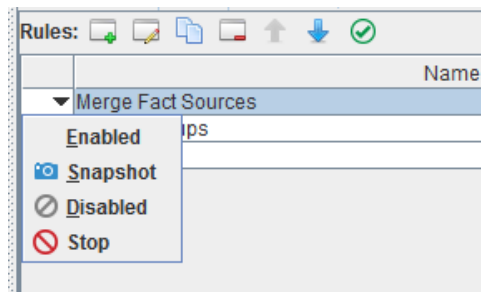 Rules:
Name
Merge Fact Sources
Enabled
Snapshot
Disabled
Stop